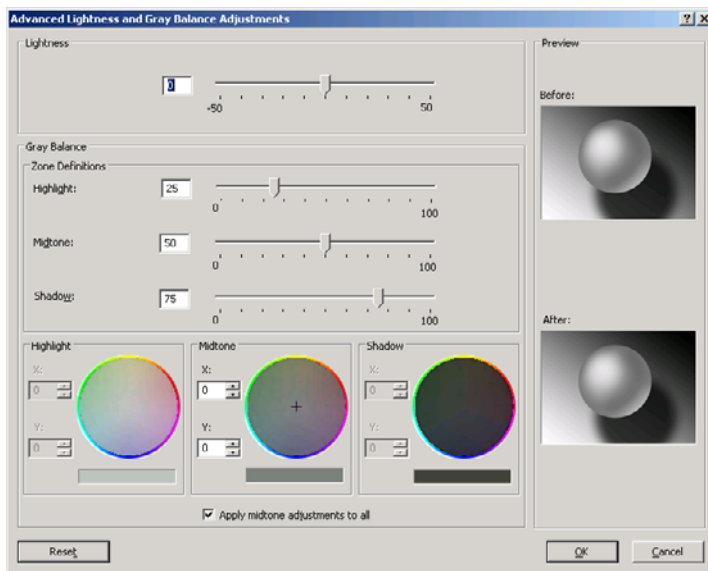 Advanced Lightness and Gray Balance Adjustments
Lightness
0
-50 50
Gray Balance
Zone Definitions
Highlight: 25
0 100
Midtone: 50
0 100
Shadow: 75
0 100
Highlight
X:
0
Y:
0
Midtone
X:
0
Y:
0
Shadow
X:
0
Y:
0
Apply midtone adjustments to all
Preview
Before:
After:
Reset
OK
Cancel